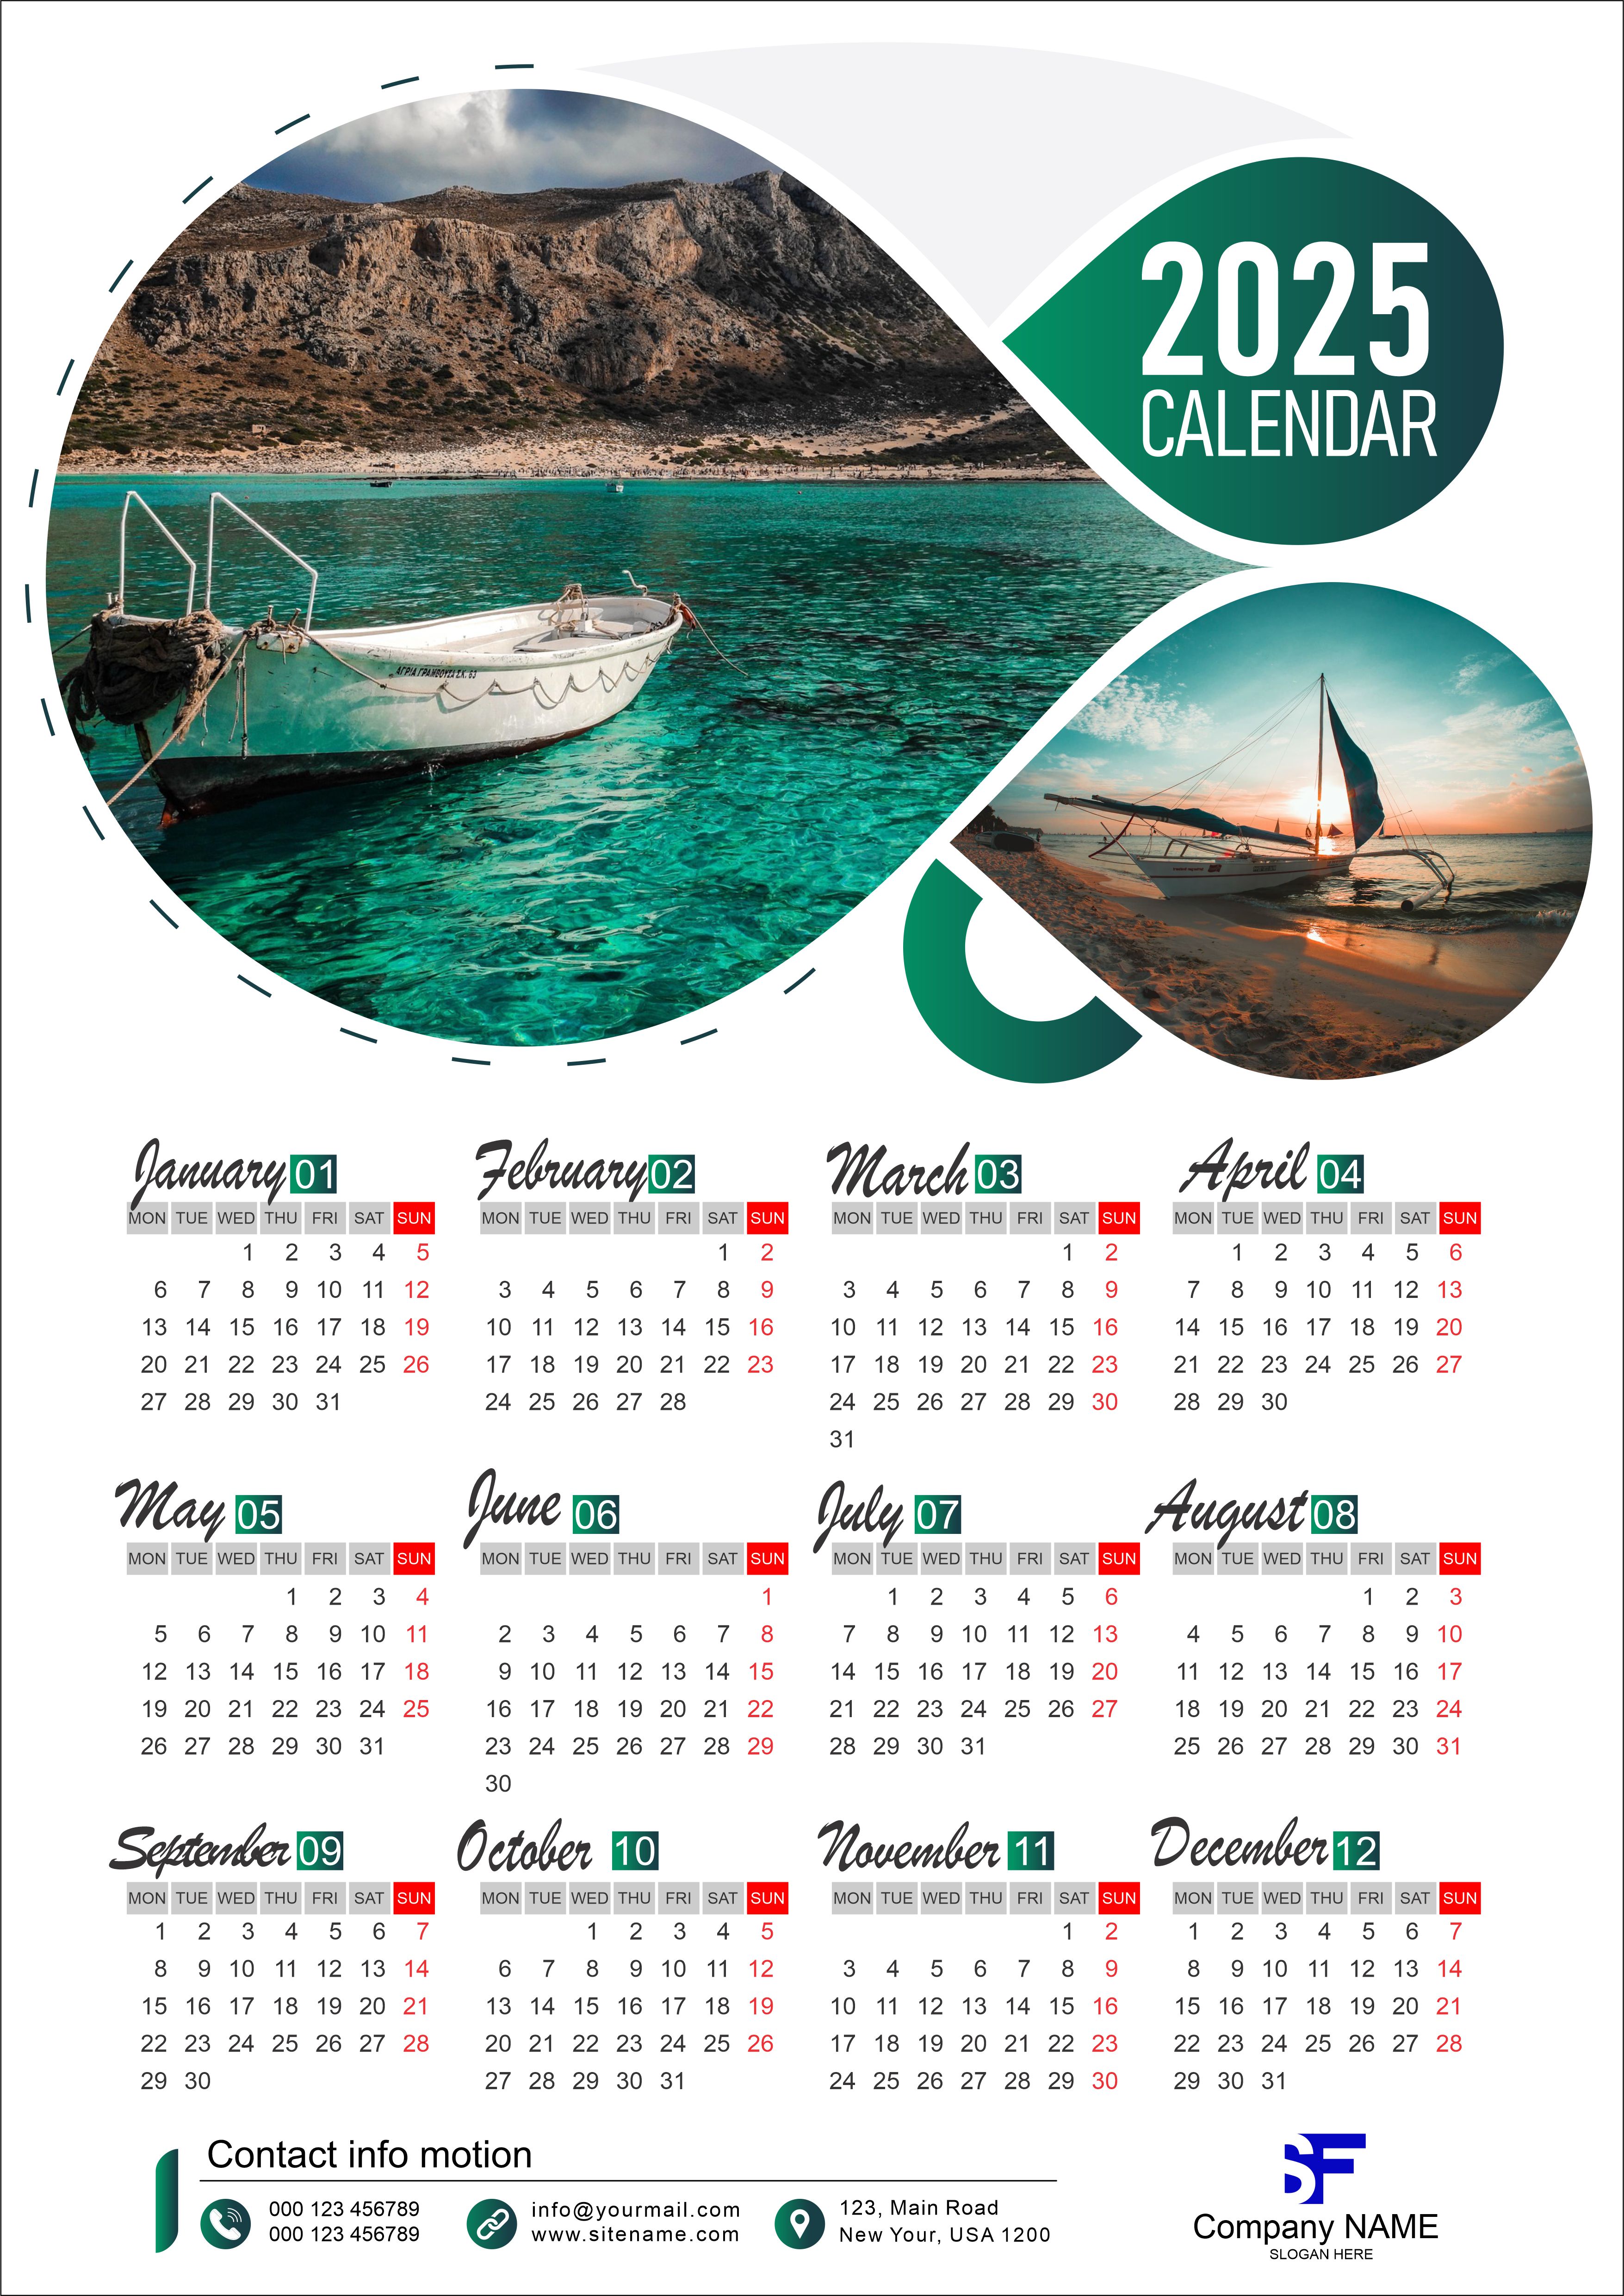 2025
CALENDAR
ΑΓΡΙΑ ΓΡΑΜΒΟΥΣΑ Σ.Κ. 63
January 01
MON TUE WED THU FRI SAT SUN
1 2 3 4 5
6 7 8 9 10 11 12
13 14 15 16 17 18 19
20 21 22 23 24 25 26
27 28 29 30 31
February 02
MON TUE WED THU FRI SAT SUN
1 2
3 4 5 6 7 8 9
10 11 12 13 14 15 16
17 18 19 20 21 22 23
24 25 26 27 28
March 03
MON TUE WED THU FRI SAT SUN
1 2
3 4 5 6 7 8 9
10 11 12 13 14 15 16
17 18 19 20 21 22 23
24 25 26 27 28 29 30
31
April 04
MON TUE WED THU FRI SAT SUN
1 2 3 4 5 6
7 8 9 10 11 12 13
14 15 16 17 18 19 20
21 22 23 24 25 26 27
28 29 30
May 05
MON TUE WED THU FRI SAT SUN
1 2 3 4
5 6 7 8 9 10 11
12 13 14 15 16 17 18
19 20 21 22 23 24 25
26 27 28 29 30 31
June 06
MON TUE WED THU FRI SAT SUN
1
2 3 4 5 6 7 8
9 10 11 12 13 14 15
16 17 18 19 20 21 22
23 24 25 26 27 28 29
30
July 07
MON TUE WED THU FRI SAT SUN
1 2 3 4 5 6
7 8 9 10 11 12 13
14 15 16 17 18 19 20
21 22 23 24 25 26 27
28 29 30 31
August 08
MON TUE WED THU FRI SAT SUN
1 2 3
4 5 6 7 8 9 10
11 12 13 14 15 16 17
18 19 20 21 22 23 24
25 26 27 28 29 30 31
September 09
MON TUE WED THU FRI SAT SUN
1 2 3 4 5 6 7
8 9 10 11 12 13 14
15 16 17 18 19 20 21
22 23 24 25 26 27 28
29 30
October 10
MON TUE WED THU FRI SAT SUN
1 2 3 4 5
6 7 8 9 10 11 12
13 14 15 16 17 18 19
20 21 22 23 24 25 26
27 28 29 30 31
November 11
MON TUE WED THU FRI SAT SUN
1 2
3 4 5 6 7 8 9
10 11 12 13 14 15 16
17 18 19 20 21 22 23
24 25 26 27 28 29 30
December 12
MON TUE WED THU FRI SAT SUN
1 2 3 4 5 6 7
8 9 10 11 12 13 14
15 16 17 18 19 20 21
22 23 24 25 26 27 28
29 30 31
Contact info motion
000 123 456789
000 123 456789
info@yourmail.com
www.sitename.com
123, Main Road
New Your, USA 1200
SF
Company NAME
SLOGAN HERE